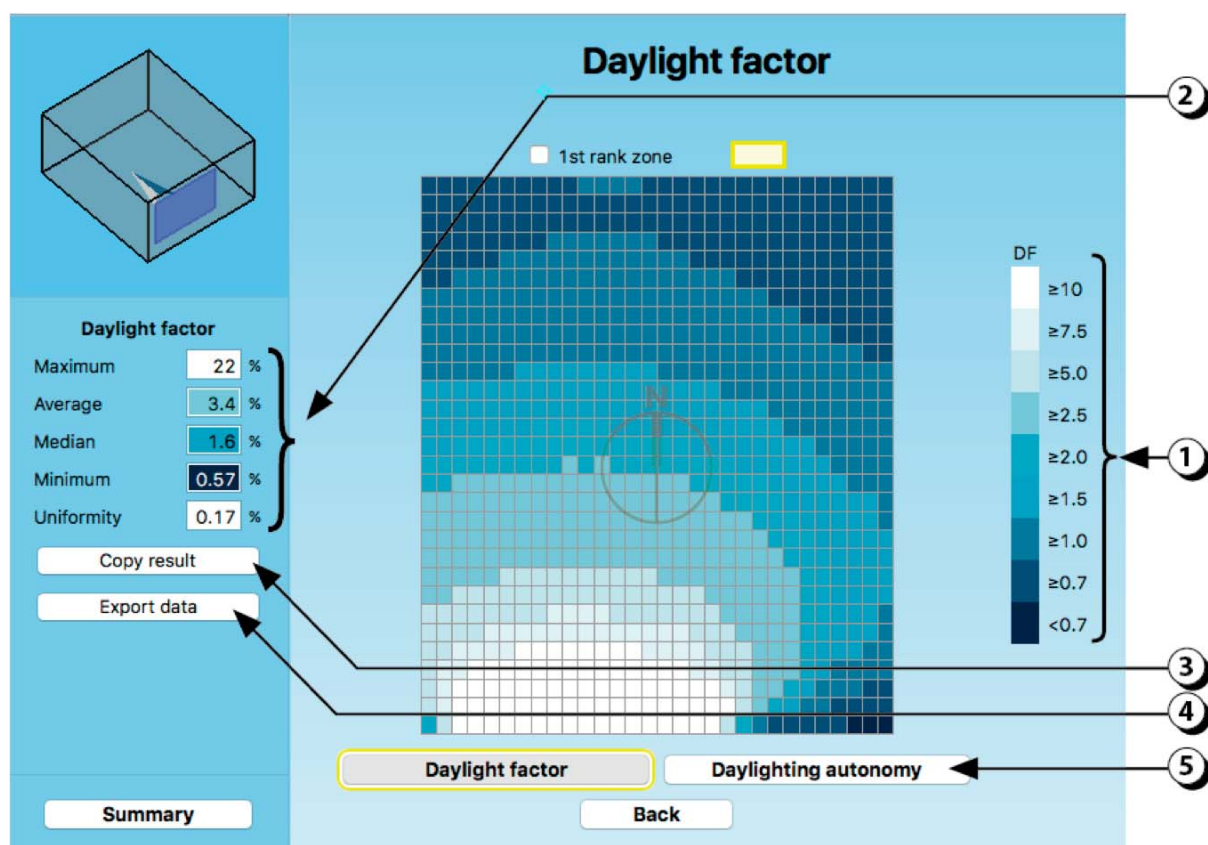 Daylight factor
2
1st rank zone
N
DF
≥10
≥7.5
≥5.0
≥2.5
≥2.0
≥1.5
≥1.0
≥0.7
<0.7
1
Daylight factor
Maximum 22 %
Average 3.4 %
Median 1.6 %
Minimum 0.57 %
Uniformity 0.17 %
Copy result
Export data
3
4
Daylight factor Daylighting autonomy
5
Summary
Back